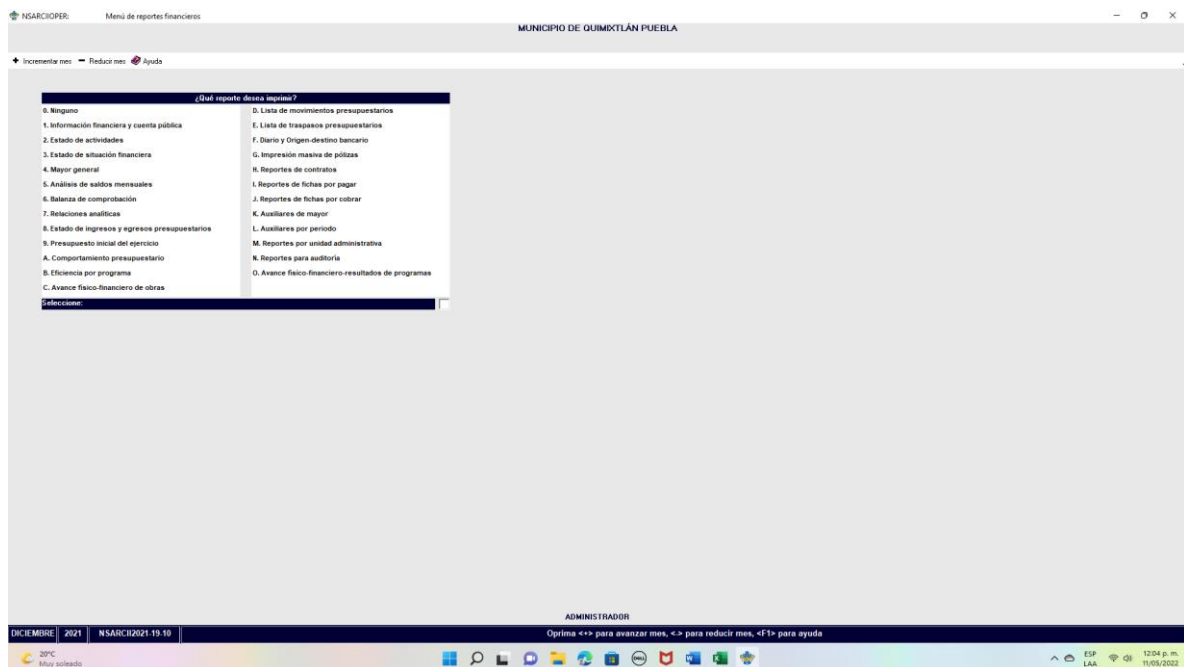 NSARCIIOPER: Menú de reportes financieros
MUNICIPIO DE QUIMIXTLÁN PUEBLA
Incrementar mes Reducir mes Ayuda
¿Qué reporte desea imprimir?
0. Ninguno
1. Información financiera y cuenta pública
2. Estado de actividades
3. Estado de situación financiera
4. Mayor general
5. Análisis de saldos mensuales
6. Balanza de comprobación
7. Relaciones analíticas
8. Estado de ingresos y egresos presupuestarios
9. Presupuesto inicial del ejercicio
A. Comportamiento presupuestario
B. Eficiencia por programa
C. Avance físico-financiero de obras
D. Lista de movimientos presupuestarios
E. Lista de traspasos presupuestarios
F. Diario y Origen-destino bancario
G. Impresión masiva de pólizas
H. Reportes de contratos
I. Reportes de fichas por pagar
J. Reportes de fichas por cobrar
K. Auxiliares de mayor
L. Auxiliares por periodo
M. Reportes por unidad administrativa
N. Reportes para auditoría
O. Avance físico-financiero-resultados de programas
Seleccione:
ADMINISTRADOR
DICIEMBRE 2021 NSARCII2021-19.10 Oprima <+> para avanzar mes, <-> para reducir mes, <F1> para ayuda
20°C
Muy soleado
ESP
LAA
12:04 p. m.
11/05/2022